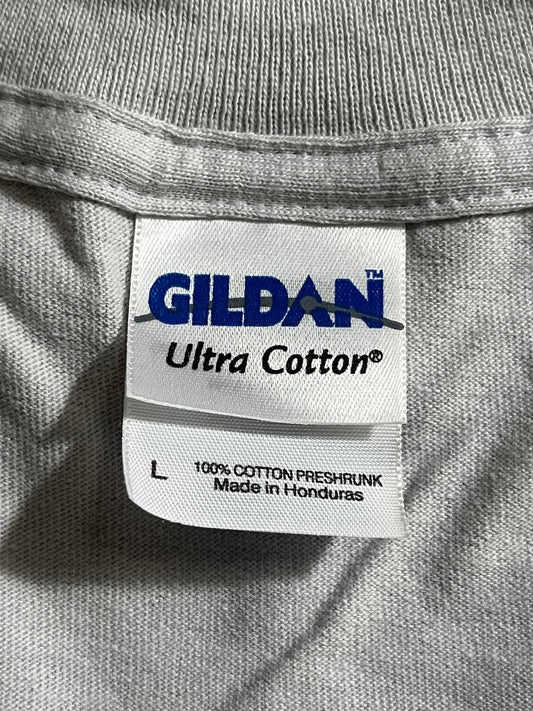 GILDAN™
Ultra Cotton®
L 100% COTTON PRESHRUNK
Made in Honduras